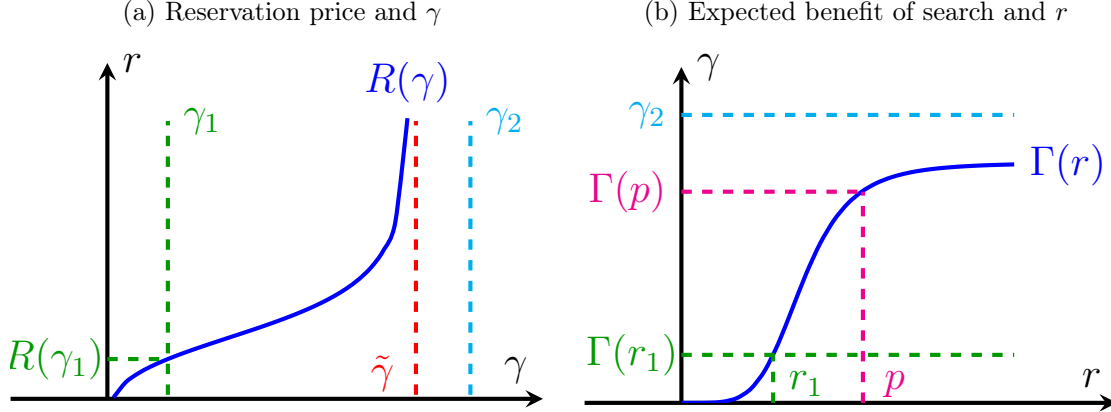 (a) Reservation price and γ
r
R(γ)
γ₁
γ₂
R(γ₁)
γ̃
γ
(b) Expected benefit of search and r
γ
γ₂
Γ(r)
Γ(p)
Γ(r₁)
r₁
p
r